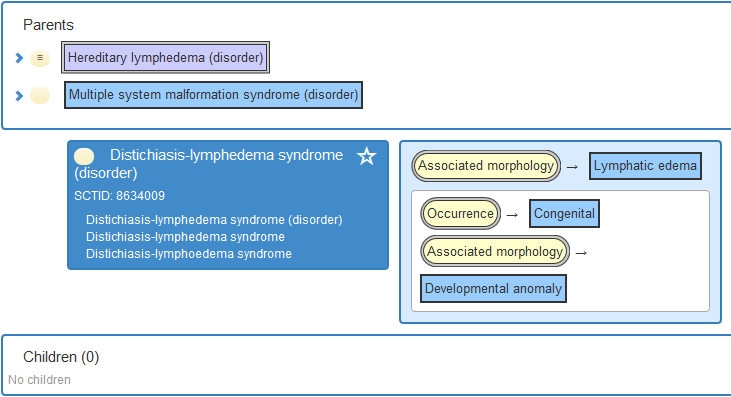 Parents
≡ Hereditary lymphedema (disorder)
Multiple system malformation syndrome (disorder)
Distichiasis-lymphedema syndrome
(disorder)
SCTID: 8634009
Distichiasis-lymphedema syndrome (disorder)
Distichiasis-lymphedema syndrome
Distichiasis-lymphoedema syndrome
Associated morphology → Lymphatic edema
Occurrence → Congenital
Associated morphology →
Developmental anomaly
Children (0)
No children